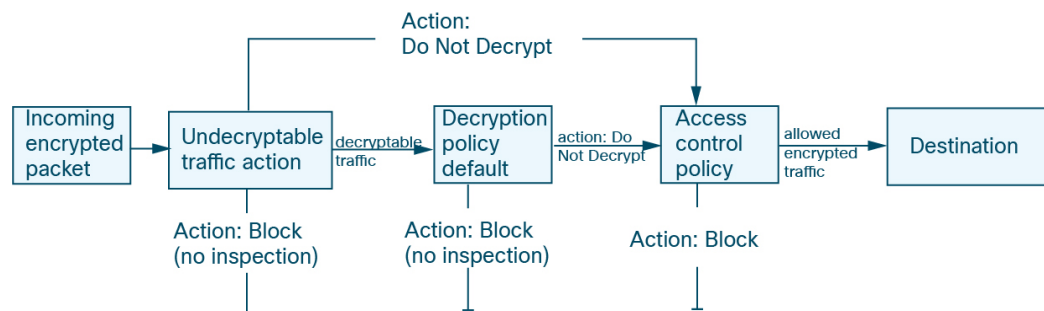 Action:
Do Not Decrypt
Incoming
encrypted
packet
Undecryptable
traffic action
decryptable
traffic
Decryption
policy
default
action: Do
Not Decrypt
Access
control
policy
allowed
encrypted
traffic
Destination
Action: Block
(no inspection)
Action: Block
(no inspection)
Action: Block